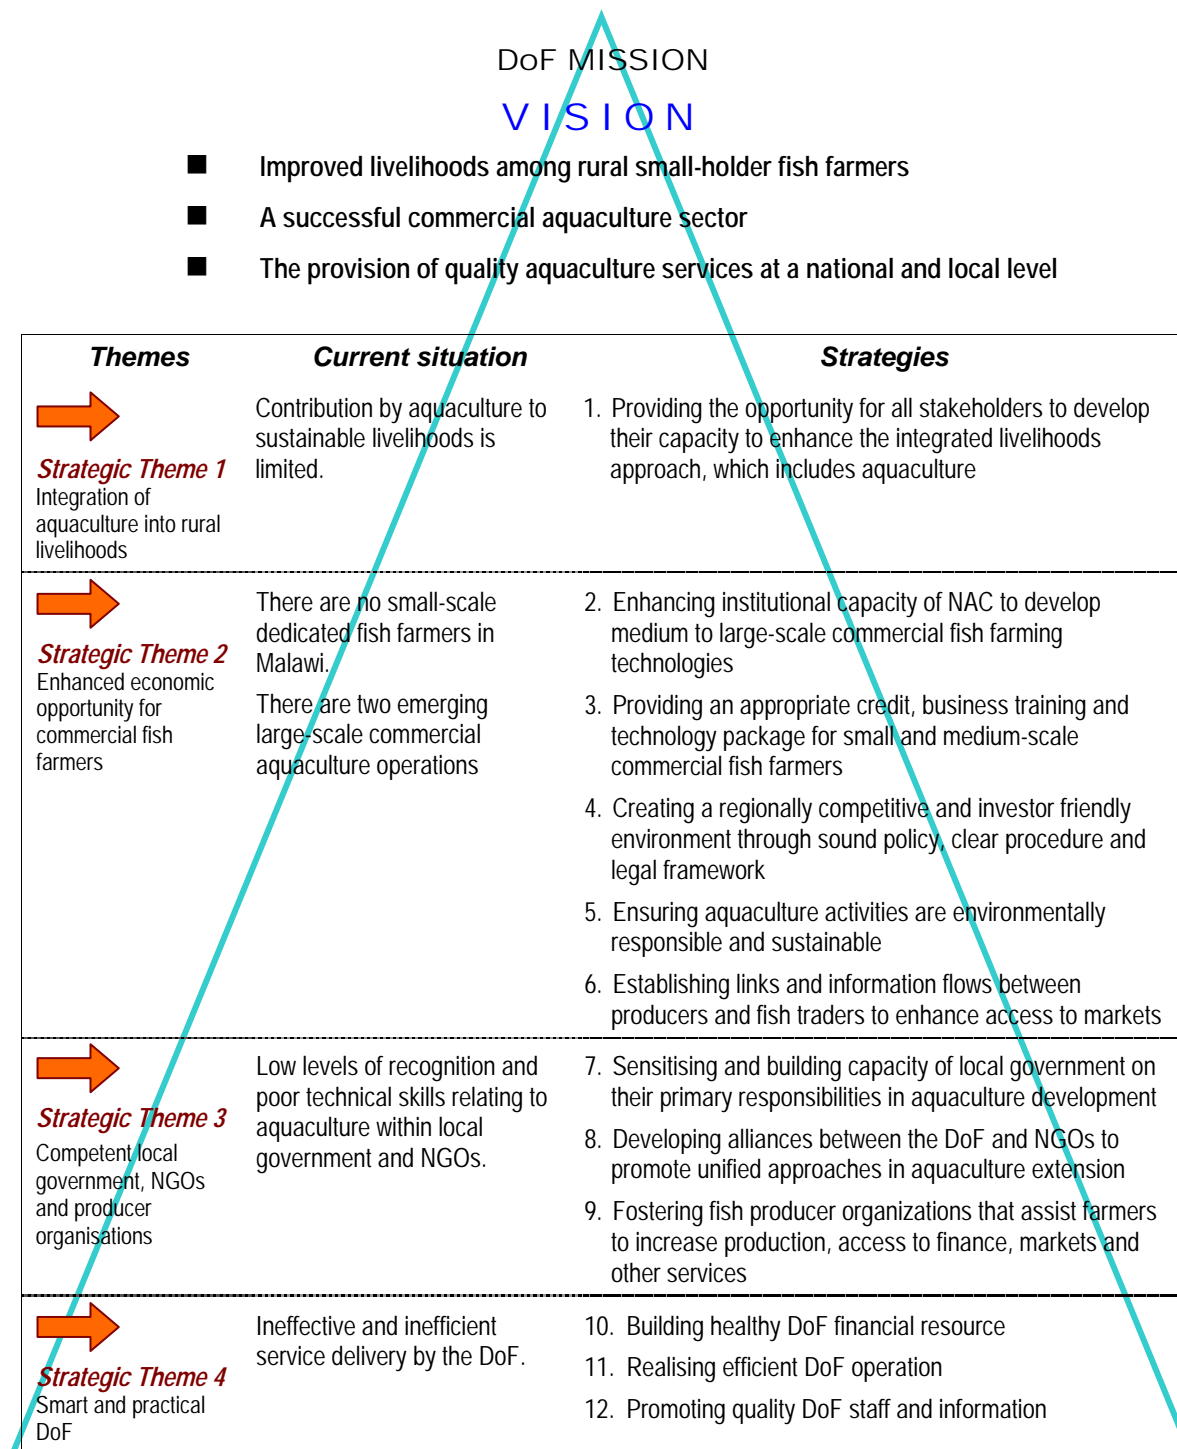 DoF MISSION
VISION
■ Improved livelihoods among rural small-holder fish farmers
■ A successful commercial aquaculture sector
■ The provision of quality aquaculture services at a national and local level
Themes
Current situation
Strategies
Strategic Theme 1
Integration of
aquaculture into rural
livelihoods
Contribution by aquaculture to
sustainable livelihoods is
limited.
1. Providing the opportunity for all stakeholders to develop
their capacity to enhance the integrated livelihoods
approach, which includes aquaculture
Strategic Theme 2
Enhanced economic
opportunity for
commercial fish
farmers
There are no small-scale
dedicated fish farmers in
Malawi.
There are two emerging
large-scale commercial
aquaculture operations
2. Enhancing institutional capacity of NAC to develop
medium to large-scale commercial fish farming
technologies
3. Providing an appropriate credit, business training and
technology package for small and medium-scale
commercial fish farmers
4. Creating a regionally competitive and investor friendly
environment through sound policy, clear procedure and
legal framework
5. Ensuring aquaculture activities are environmentally
responsible and sustainable
6. Establishing links and information flows between
producers and fish traders to enhance access to markets
Strategic Theme 3
Competent local
government, NGOs
and producer
organisations
Low levels of recognition and
poor technical skills relating to
aquaculture within local
government and NGOs.
7. Sensitising and building capacity of local government on
their primary responsibilities in aquaculture development
8. Developing alliances between the DoF and NGOs to
promote unified approaches in aquaculture extension
9. Fostering fish producer organizations that assist farmers
to increase production, access to finance, markets and
other services
Strategic Theme 4
Smart and practical
DoF
Ineffective and inefficient
service delivery by the DoF.
10. Building healthy DoF financial resource
11. Realising efficient DoF operation
12. Promoting quality DoF staff and information